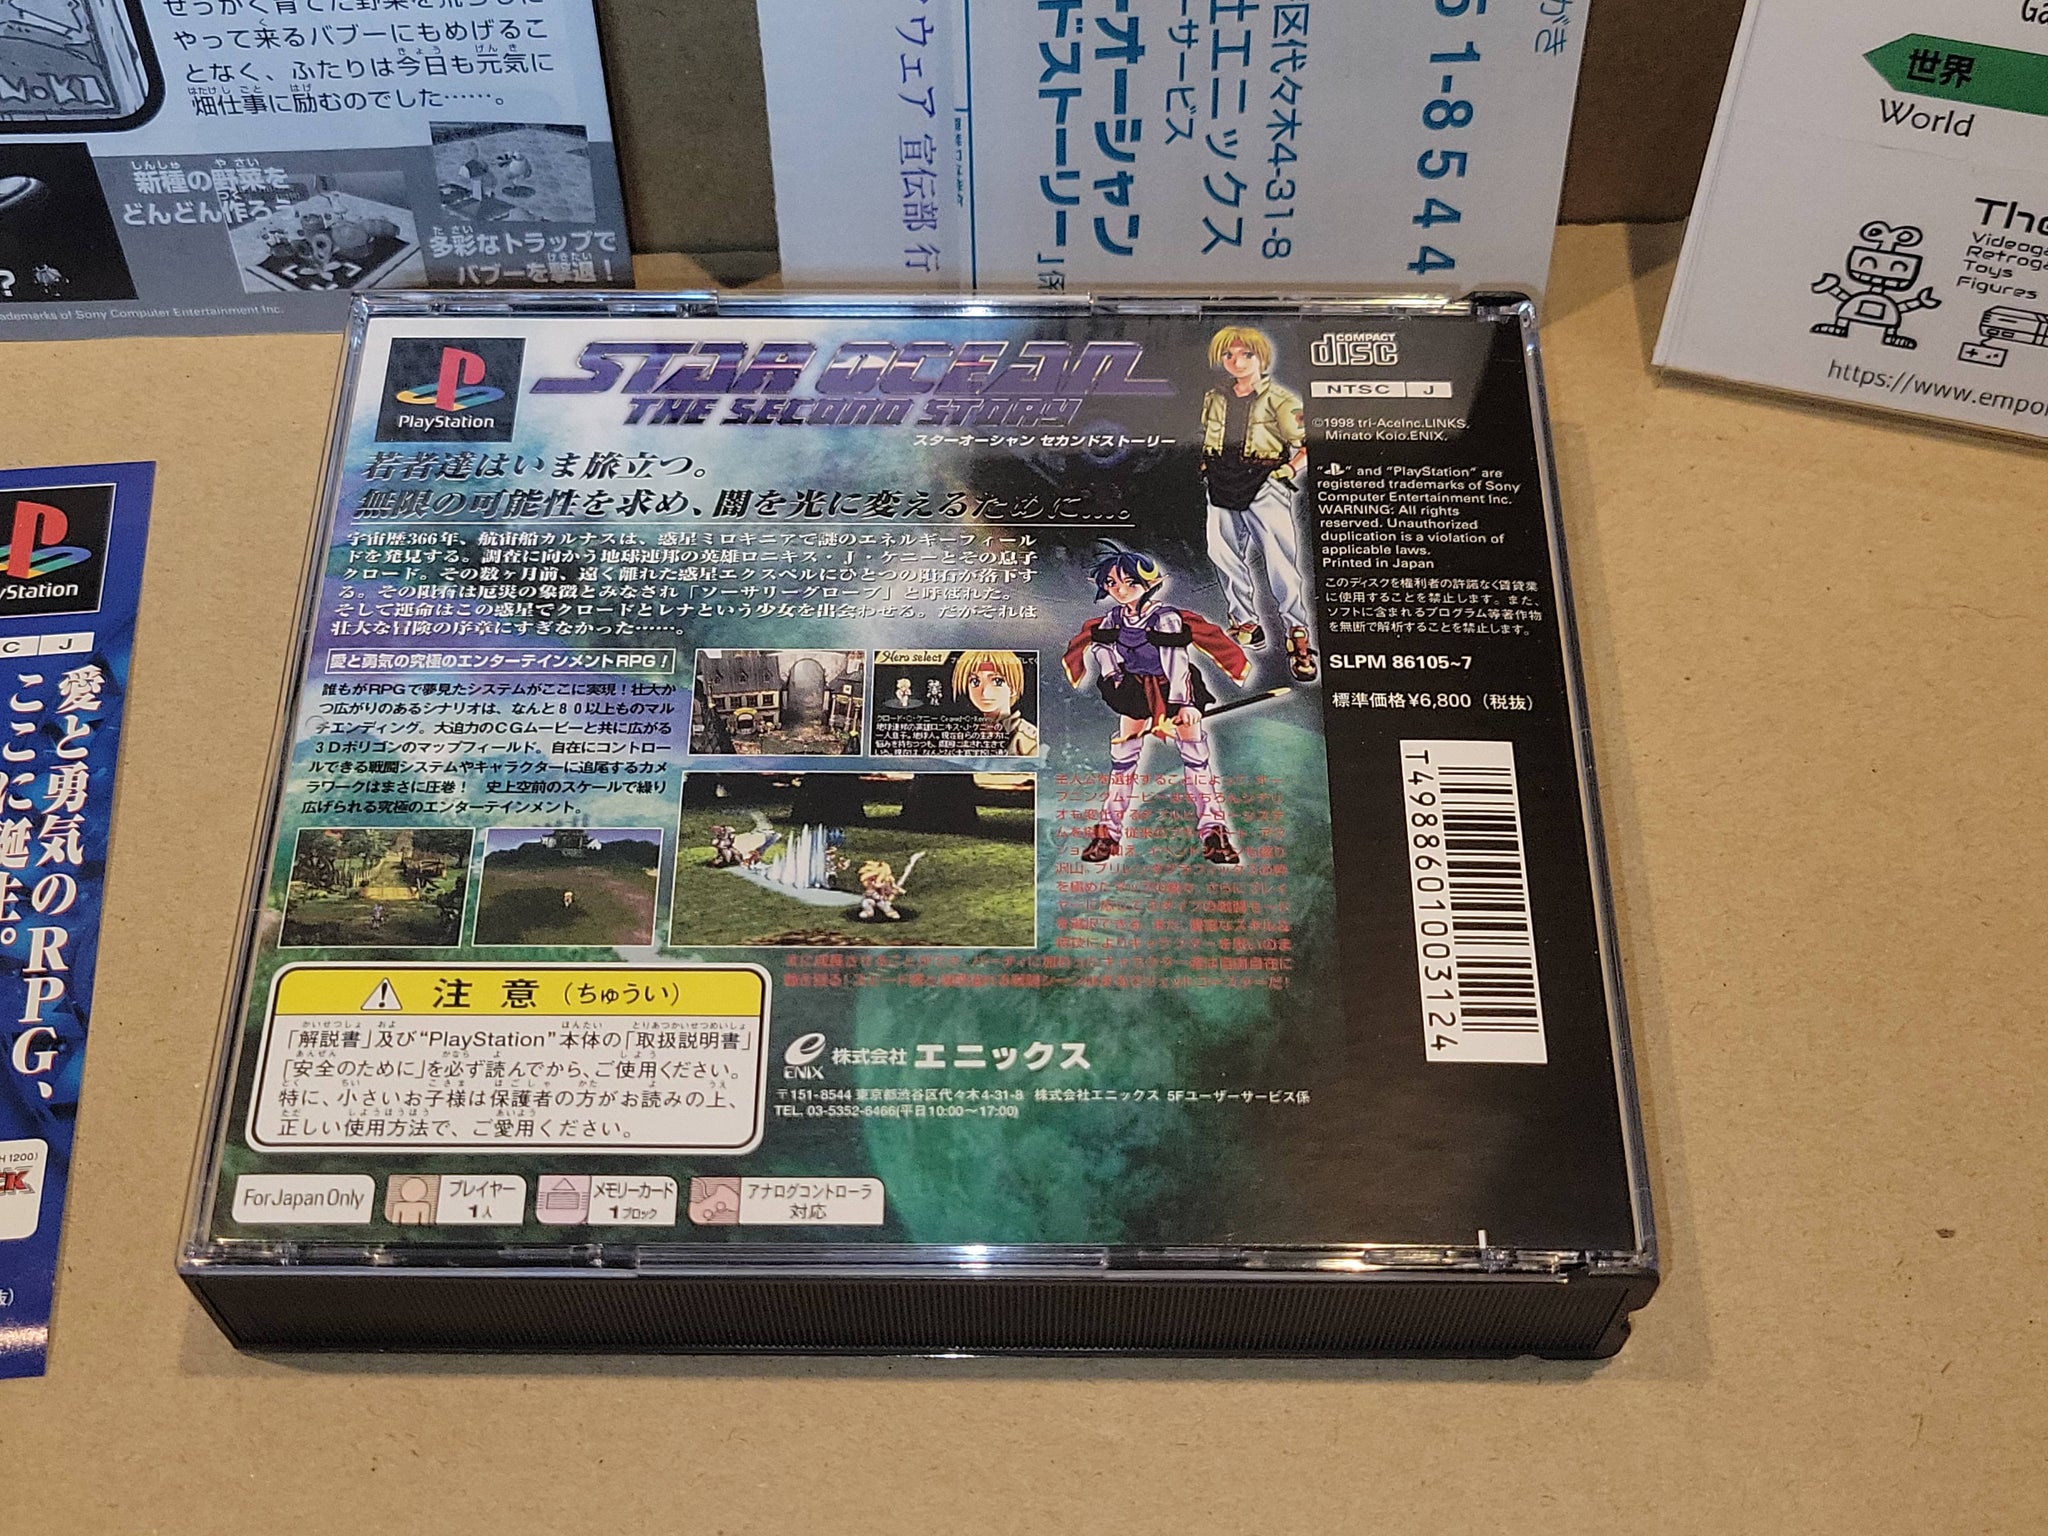 せっかく育てた野菜を荒らしに
やって来るバブーにもめげるこ
となく、ふたりは今日も元気に
畑仕事に励むのでした……。
新種の野菜を
どんどん作ろう
多彩なトラップで
バブーを撃退!
ademarks of Sony Computer Entertainment Inc.
ウェア 宣伝部 行
ドストーリー」係
ーオーシャン
ーサービス
エニックス
区代々木4-31-8
1-8544
がき
世界
World
Toys
Figures
https://www.empo
PlayStation
STAR OCEAN
THE SECOND STORY
スターオーシャン セカンドストーリー
若者達はいま旅立つ。
無限の可能性を求め、闇を光に変えるために…。
宇宙歴366年、航宙船カルナスは、惑星ミロキニアで謎のエネルギーフィール
ドを発見する。調査に向かう地球連邦の英雄ロニキス・J・ケニーとその息子
クロード。その数ヶ月前、遠く離れた惑星エクスペルにひとつの隕石が落下す
る。その隕石は厄災の象徴とみなされ「ソーサリーグローブ」と呼ばれた。
そして運命はこの惑星でクロードとレナという少女を出会わせる。だがそれは
壮大な冒険の序章にすぎなかった……。
愛と勇気の究極のエンターテインメントRPG!
誰もがRPGで夢見たシステムがここに実現!壮大か
つ広がりのあるシナリオは、なんと80以上ものマル
チエンディング。大迫力のCGムービーと共に広がる
3Dポリゴンのマップフィールド。自在にコントロー
ルできる戦闘システムやキャラクターに追尾するカメ
ラワークはまさに圧巻! 史上空前のスケールで繰り
広げられる究極のエンターテインメント。
Hero select
COMPACT
disc
NTSC J
©1998 tri-AceInc.LINKS.
Minato Koio.ENIX.
" " and "PlayStation" are
registered trademarks of Sony
Computer Entertainment Inc.
WARNING: All rights
reserved. Unauthorized
duplication is a violation of
applicable laws.
Printed in Japan
このディスクを権利者の許諾なく賃貸業
に使用することを禁止します。また、
ソフトに含まれるプログラム等著作物
を無断で解析することを禁止します。
SLPM 86105~7
標準価格¥6,800(税抜)
T4988601003124
注意(ちゅうい)
「解説書」及び"PlayStation"本体の「取扱説明書」
「安全のために」を必ず読んでから、ご使用ください。
特に、小さいお子様は保護者の方がお読みの上、
正しい使用方法で、ご愛用ください。
ENIX
株式会社 エニックス
〒151-8544 東京都渋谷区代々木4-31-8 株式会社エニックス 5Fユーザーサービス係
TEL. 03-5352-6466(平日10:00~17:00)
For Japan Only
プレイヤー
1人
メモリーカード
1ブロック
アナログコントローラ
対応
yStation
C J
愛と勇気のRPG、
ここに誕生。